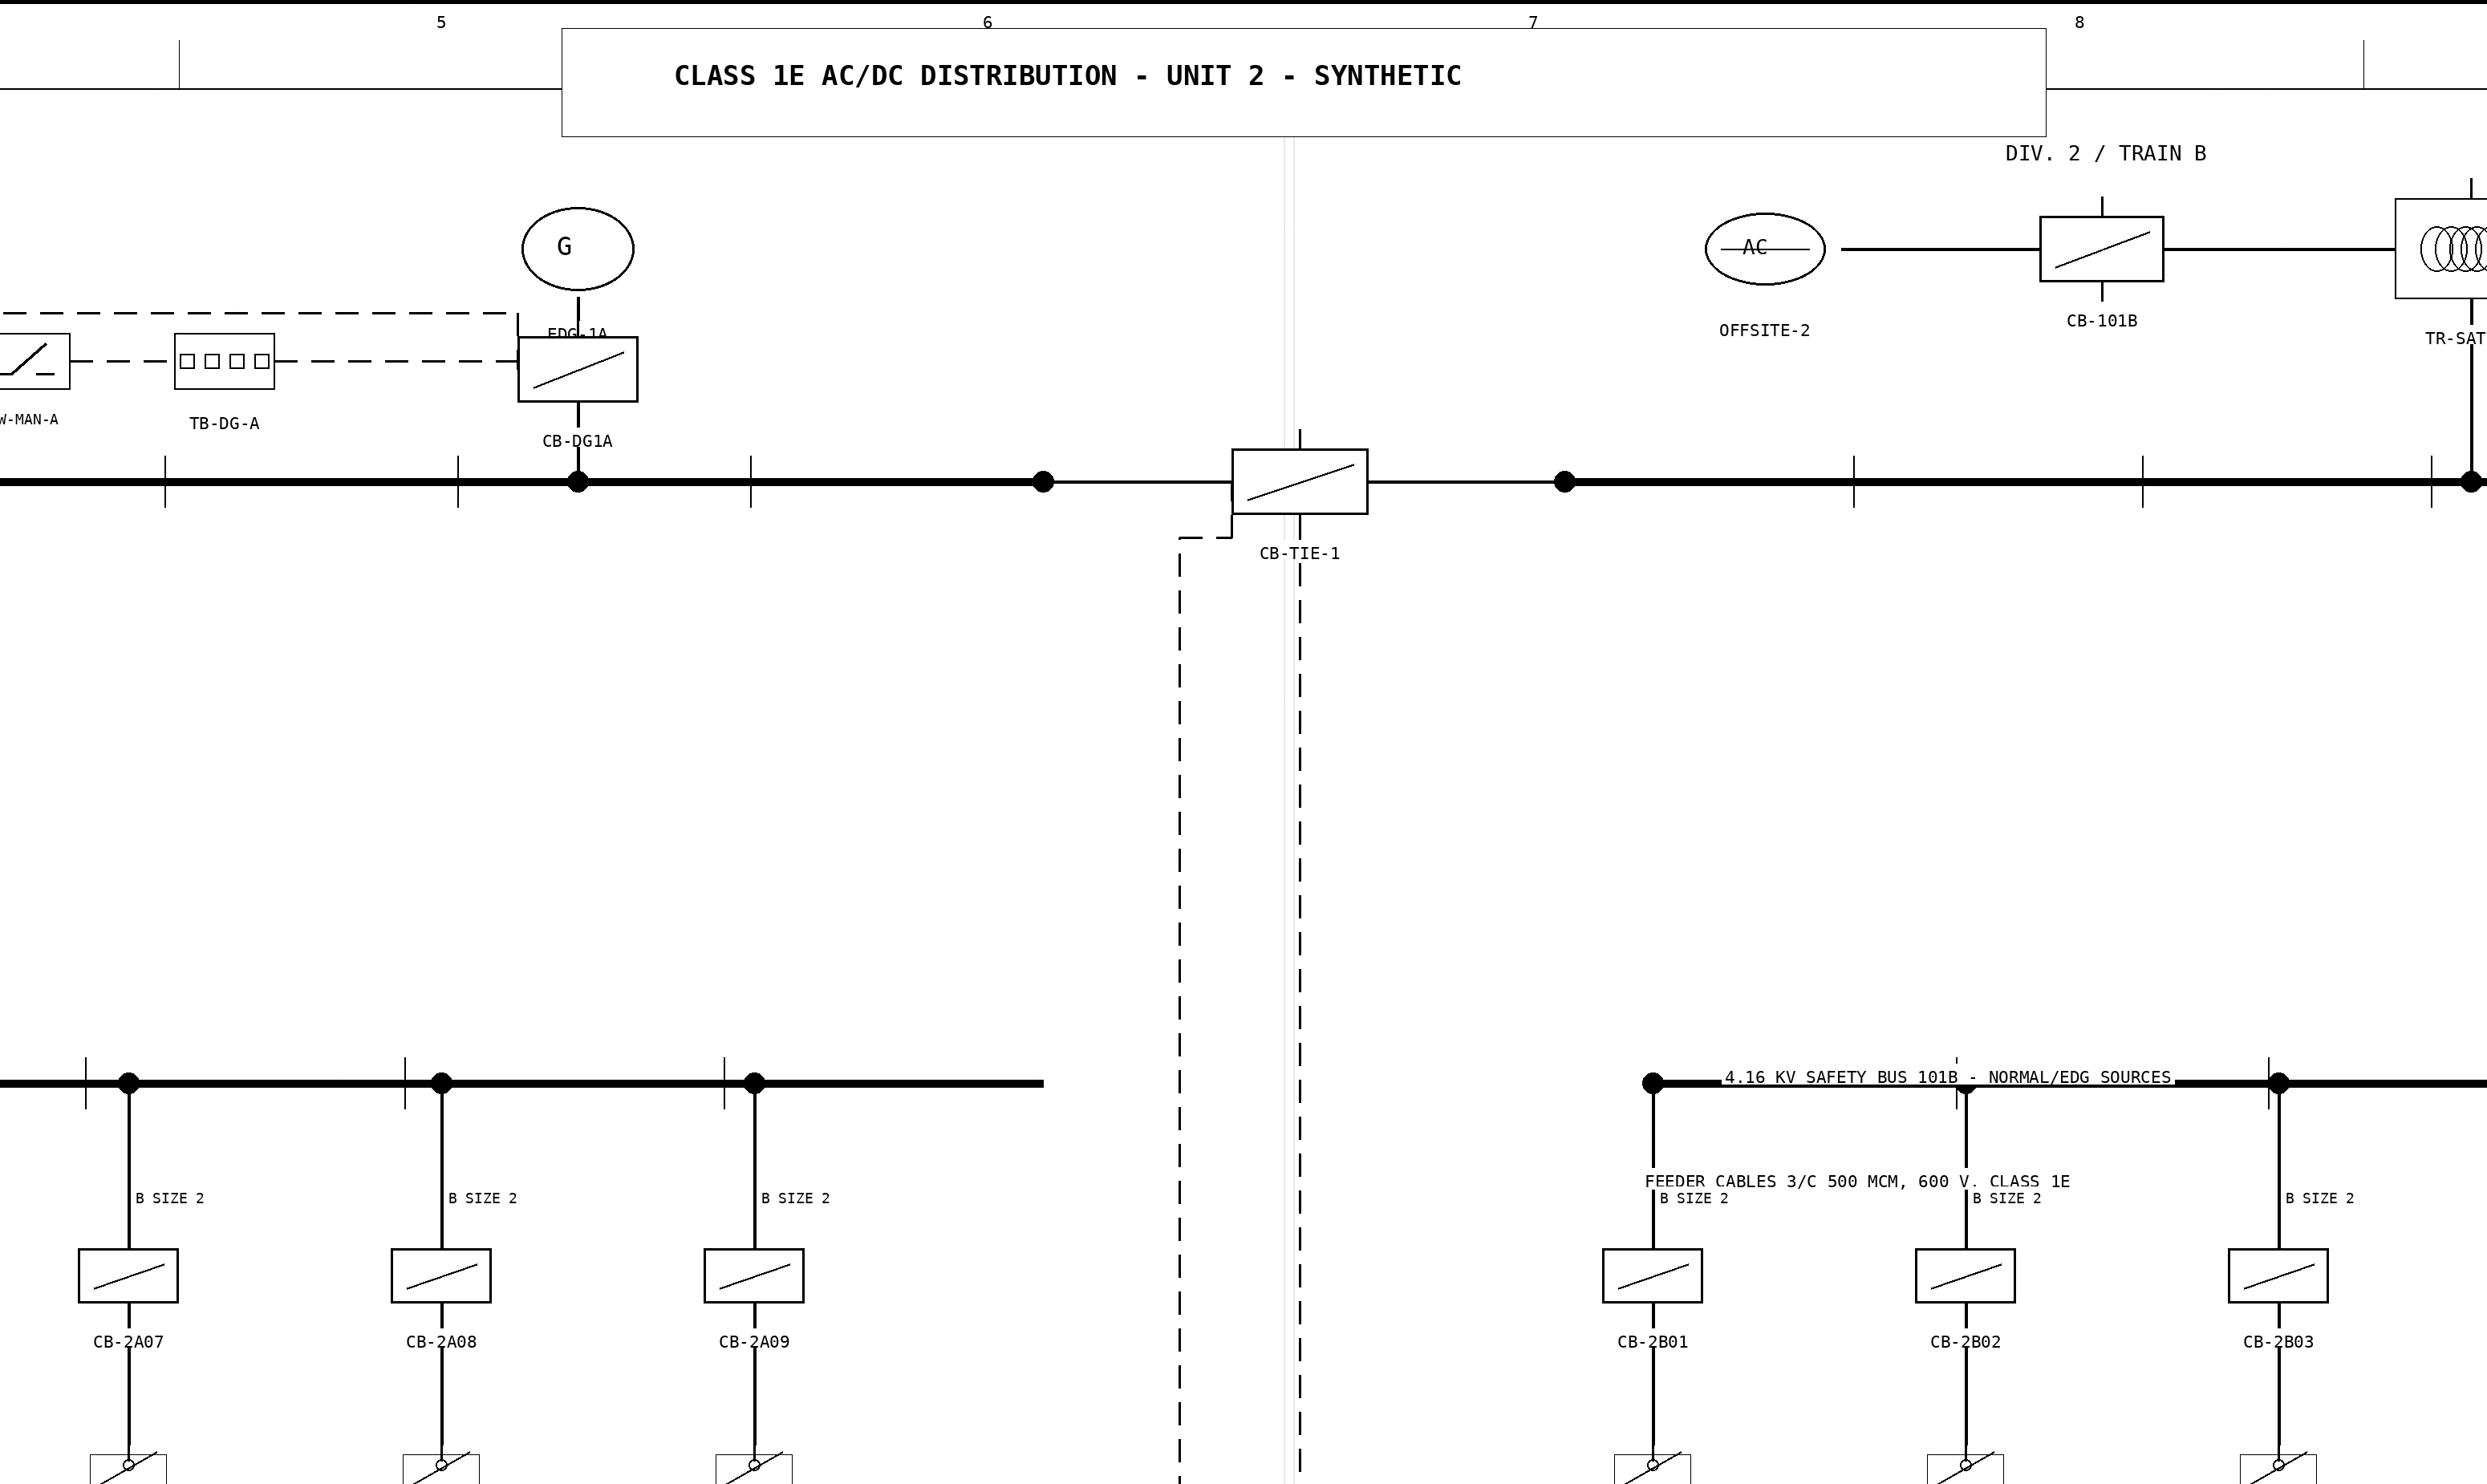 5 6 7 8
CLASS 1E AC/DC DISTRIBUTION - UNIT 2 - SYNTHETIC
DIV. 2 / TRAIN B
G
AC
EDG-1A
OFFSITE-2
CB-101B
TR-SAT
W-MAN-A
TB-DG-A
CB-DG1A
CB-TIE-1
4.16 KV SAFETY BUS 101B - NORMAL/EDG SOURCES
FEEDER CABLES 3/C 500 MCM, 600 V. CLASS 1E
B SIZE 2
B SIZE 2
B SIZE 2
B SIZE 2
B SIZE 2
B SIZE 2
CB-2A07
CB-2A08
CB-2A09
CB-2B01
CB-2B02
CB-2B03